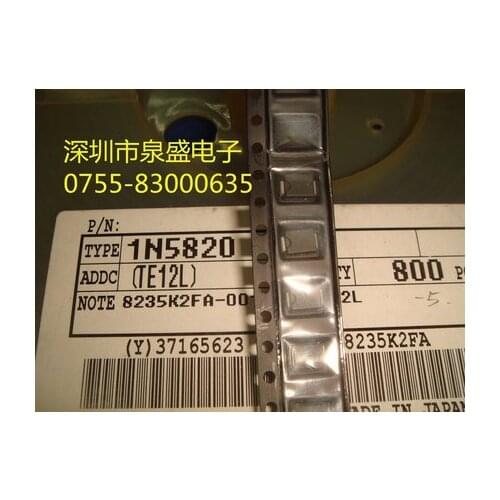 深圳市泉盛电子
0755-83000635
P/N:
TYPE 1N5820
ADDC (TE12L) TY 800
NOTE 8235K2FA-00 2L -5.
(Y)37165623 8235K2FA
MADE IN JAPAN